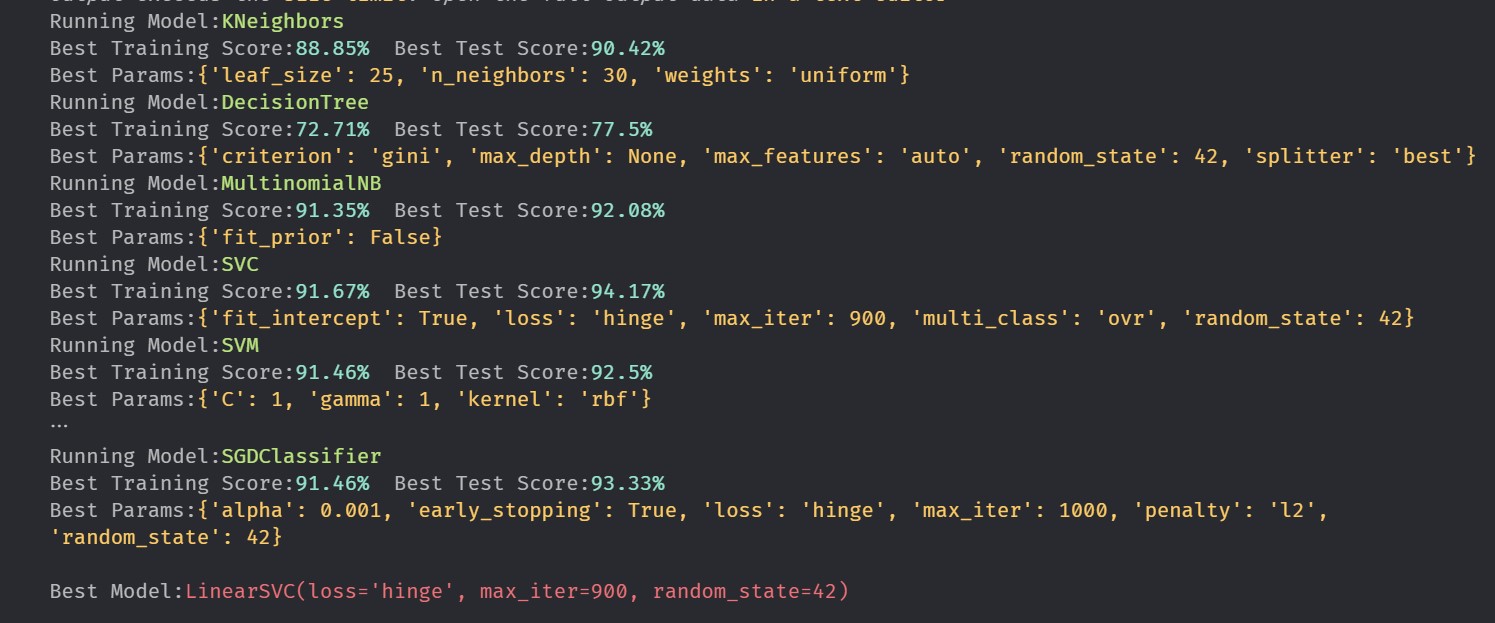 Running Model:KNeighbors
Best Training Score:88.85%  Best Test Score:90.42%
Best Params:{'leaf_size': 25, 'n_neighbors': 30, 'weights': 'uniform'}
Running Model:DecisionTree
Best Training Score:72.71%  Best Test Score:77.5%
Best Params:{'criterion': 'gini', 'max_depth': None, 'max_features': 'auto', 'random_state': 42, 'splitter': 'best'}
Running Model:MultinomialNB
Best Training Score:91.35%  Best Test Score:92.08%
Best Params:{'fit_prior': False}
Running Model:SVC
Best Training Score:91.67%  Best Test Score:94.17%
Best Params:{'fit_intercept': True, 'loss': 'hinge', 'max_iter': 900, 'multi_class': 'ovr', 'random_state': 42}
Running Model:SVM
Best Training Score:91.46%  Best Test Score:92.5%
Best Params:{'C': 1, 'gamma': 1, 'kernel': 'rbf'}
...
Running Model:SGDClassifier
Best Training Score:91.46%  Best Test Score:93.33%
Best Params:{'alpha': 0.001, 'early_stopping': True, 'loss': 'hinge', 'max_iter': 1000, 'penalty': 'l2',
'random_state': 42}
Best Model:LinearSVC(loss='hinge', max_iter=900, random_state=42)